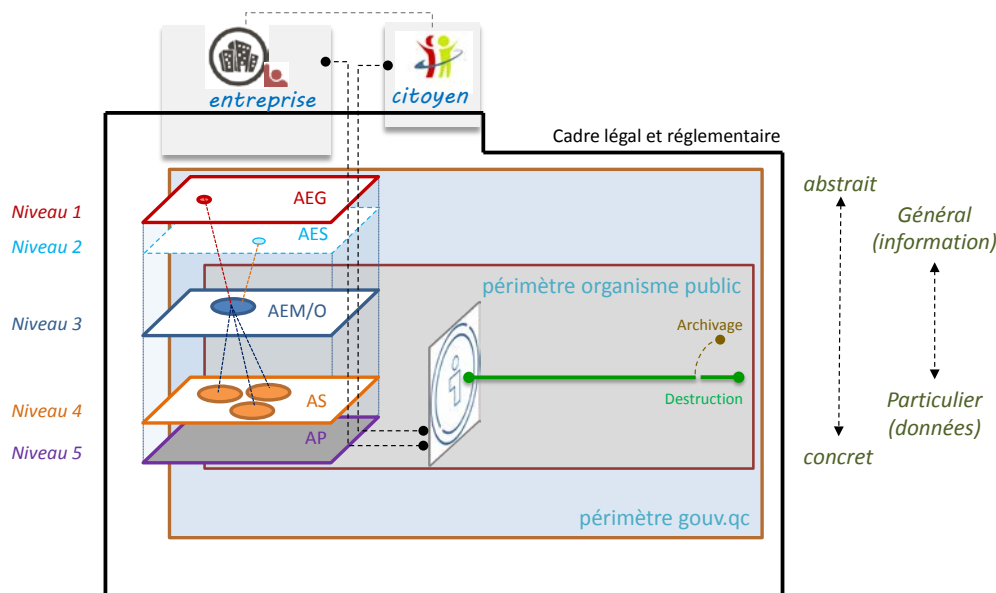 entreprise
citoyen
Cadre légal et réglementaire
Niveau 1
AEG
Niveau 2
AES
Niveau 3
AEM/O
Niveau 4
AS
Niveau 5
AP
périmètre organisme public
Archivage
Destruction
périmètre gouv.qc
abstrait
concret
Général
(information)
Particulier
(données)